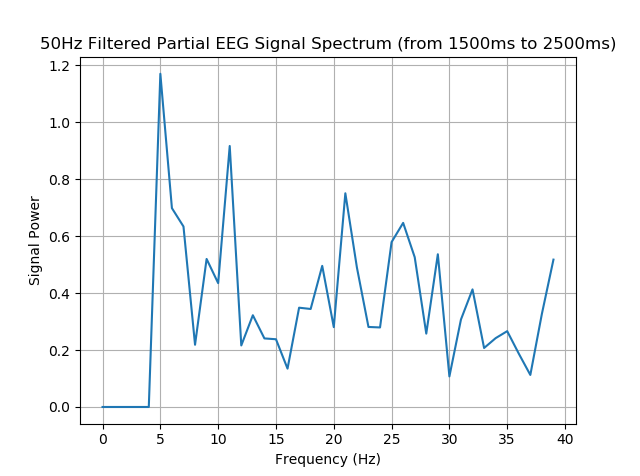 50Hz Filtered Partial EEG Signal Spectrum (from 1500ms to 2500ms)
1.2
1.0
0.8
0.6
0.4
0.2
0.0
Signal Power
0 5 10 15 20 25 30 35 40
Frequency (Hz)